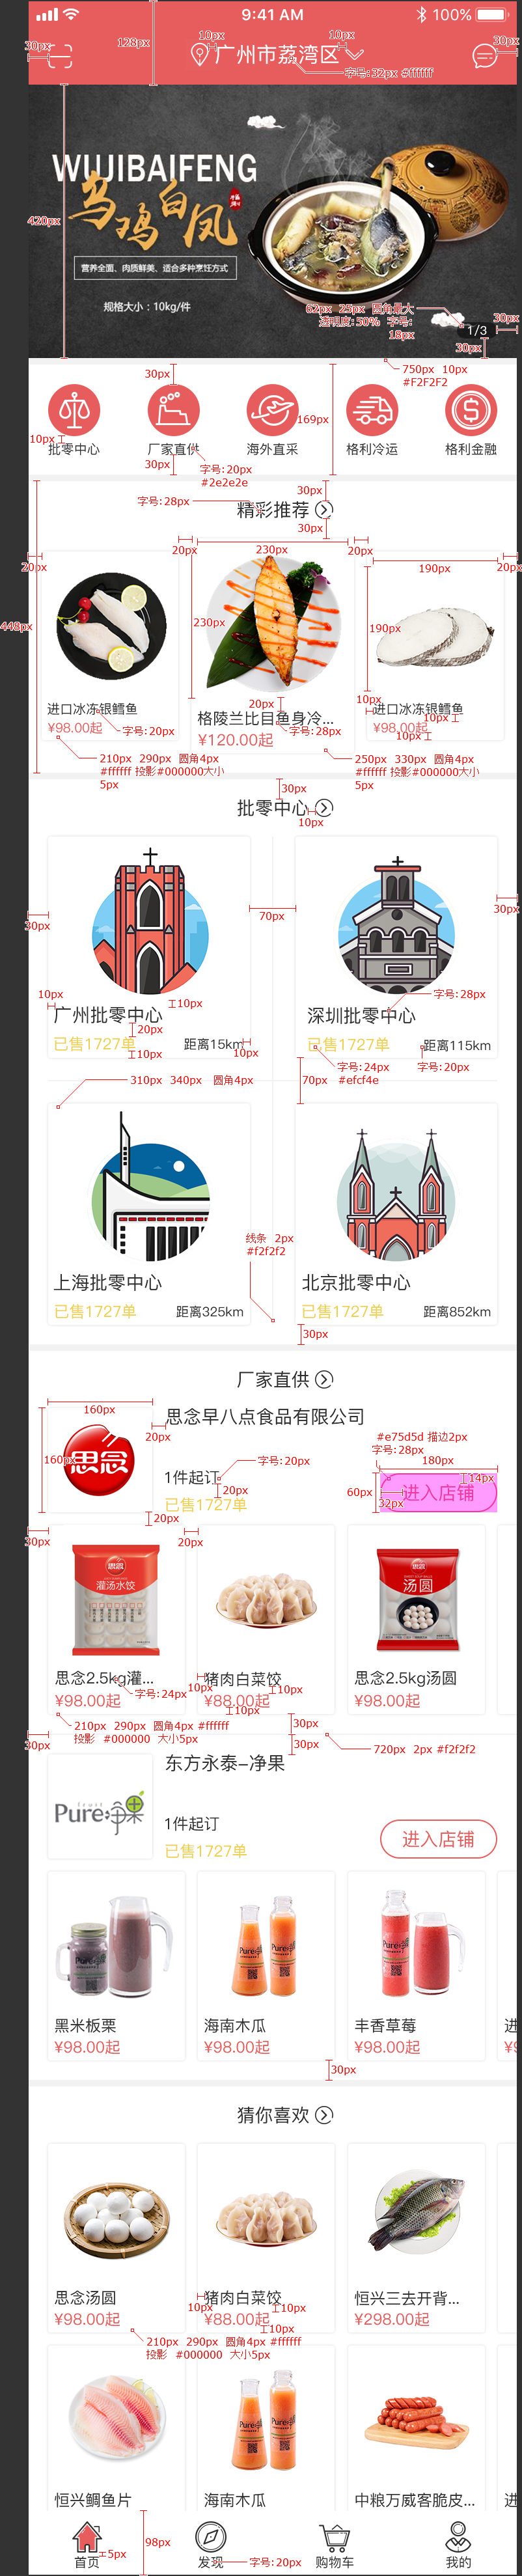 9:41 AM
100%
30px
128px
10px
10px
30px
广州市荔湾区
字号:32px #ffffff
WUJIBAIFENG
乌鸡白凤
420px
营养全面、肉质鲜美、适合多种烹饪方式
规格大小：10kg/件
62px 25px 圆角最大
透明度:50% 字号:
18px
1/3
30px
30px
750px 10px
#F2F2F2
30px
169px
10px
批零中心
厂家直供
海外直采
格利冷运
格利金融
30px
字号:20px
#2e2e2e
字号:28px
30px
精彩推荐
30px
20px
230px
20px
20px
190px
20px
448px
230px
190px
进口冰冻银鳕鱼
¥98.00起
字号:20px
20px
格陵兰比目鱼身冷...
字号:28px
¥120.00起
10px
进口冰冻银鳕鱼
10px
¥98.00起
10px
210px 290px 圆角4px
#ffffff 投影#000000大小
5px
250px 330px 圆角4px
#ffffff 投影#000000大小
5px
30px
批零中心
10px
30px
70px
30px
10px
10px
广州批零中心
20px
已售1727单
距离15km
10px
10px
字号:28px
深圳批零中心
已售1727单
距离115km
字号:24px
#efcf4e
字号:20px
310px 340px 圆角4px
70px
线条 2px
#f2f2f2
上海批零中心
已售1727单
距离325km
北京批零中心
已售1727单
距离852km
30px
厂家直供
160px
思念早八点食品有限公司
20px
160px
思念
#e75d5d 描边2px
字号:28px
180px
1件起订
字号:20px
20px
已售1727单
60px
进入店铺
14px
32px
20px
30px
20px
思念
灌汤水饺
思念
汤圆
思念2.5kg灌...
¥98.00起
字号:24px
10px
猪肉白菜饺
¥88.00起
10px
10px
思念2.5kg汤圆
¥98.00起
210px 290px 圆角4px #ffffff
投影 #000000 大小5px
30px
30px
30px
720px 2px #f2f2f2
东方永泰-净果
fruit
Pure净果
1件起订
已售1727单
进入店铺
黑米板栗
¥98.00起
海南木瓜
¥98.00起
丰香草莓
¥98.00起
进
¥9
30px
猜你喜欢
思念汤圆
¥98.00起
10px
猪肉白菜饺
¥88.00起
10px
10px
恒兴三去开背...
¥298.00起
210px 290px 圆角4px #ffffff
投影 #000000 大小5px
恒兴鲷鱼片
海南木瓜
中粮万威客脆皮...
进
5px
98px
首页
发现
字号:20px
购物车
我的